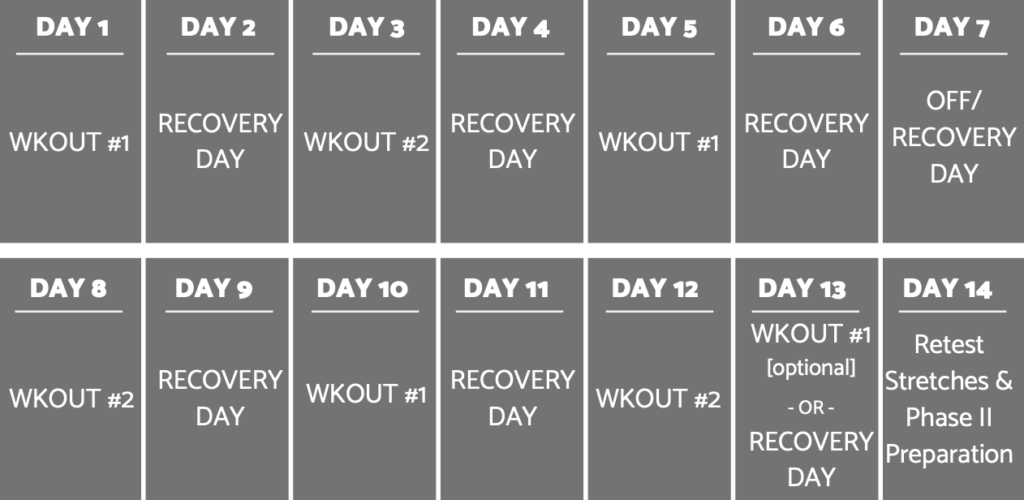 DAY 1
WKOUT #1
DAY 2
RECOVERY
DAY
DAY 3
WKOUT #2
DAY 4
RECOVERY
DAY
DAY 5
WKOUT #1
DAY 6
RECOVERY
DAY
DAY 7
OFF/
RECOVERY
DAY
DAY 8
WKOUT #2
DAY 9
RECOVERY
DAY
DAY 10
WKOUT #1
DAY 11
RECOVERY
DAY
DAY 12
WKOUT #2
DAY 13
WKOUT #1
[optional]
- OR -
RECOVERY
DAY
DAY 14
Retest
Stretches &
Phase II
Preparation